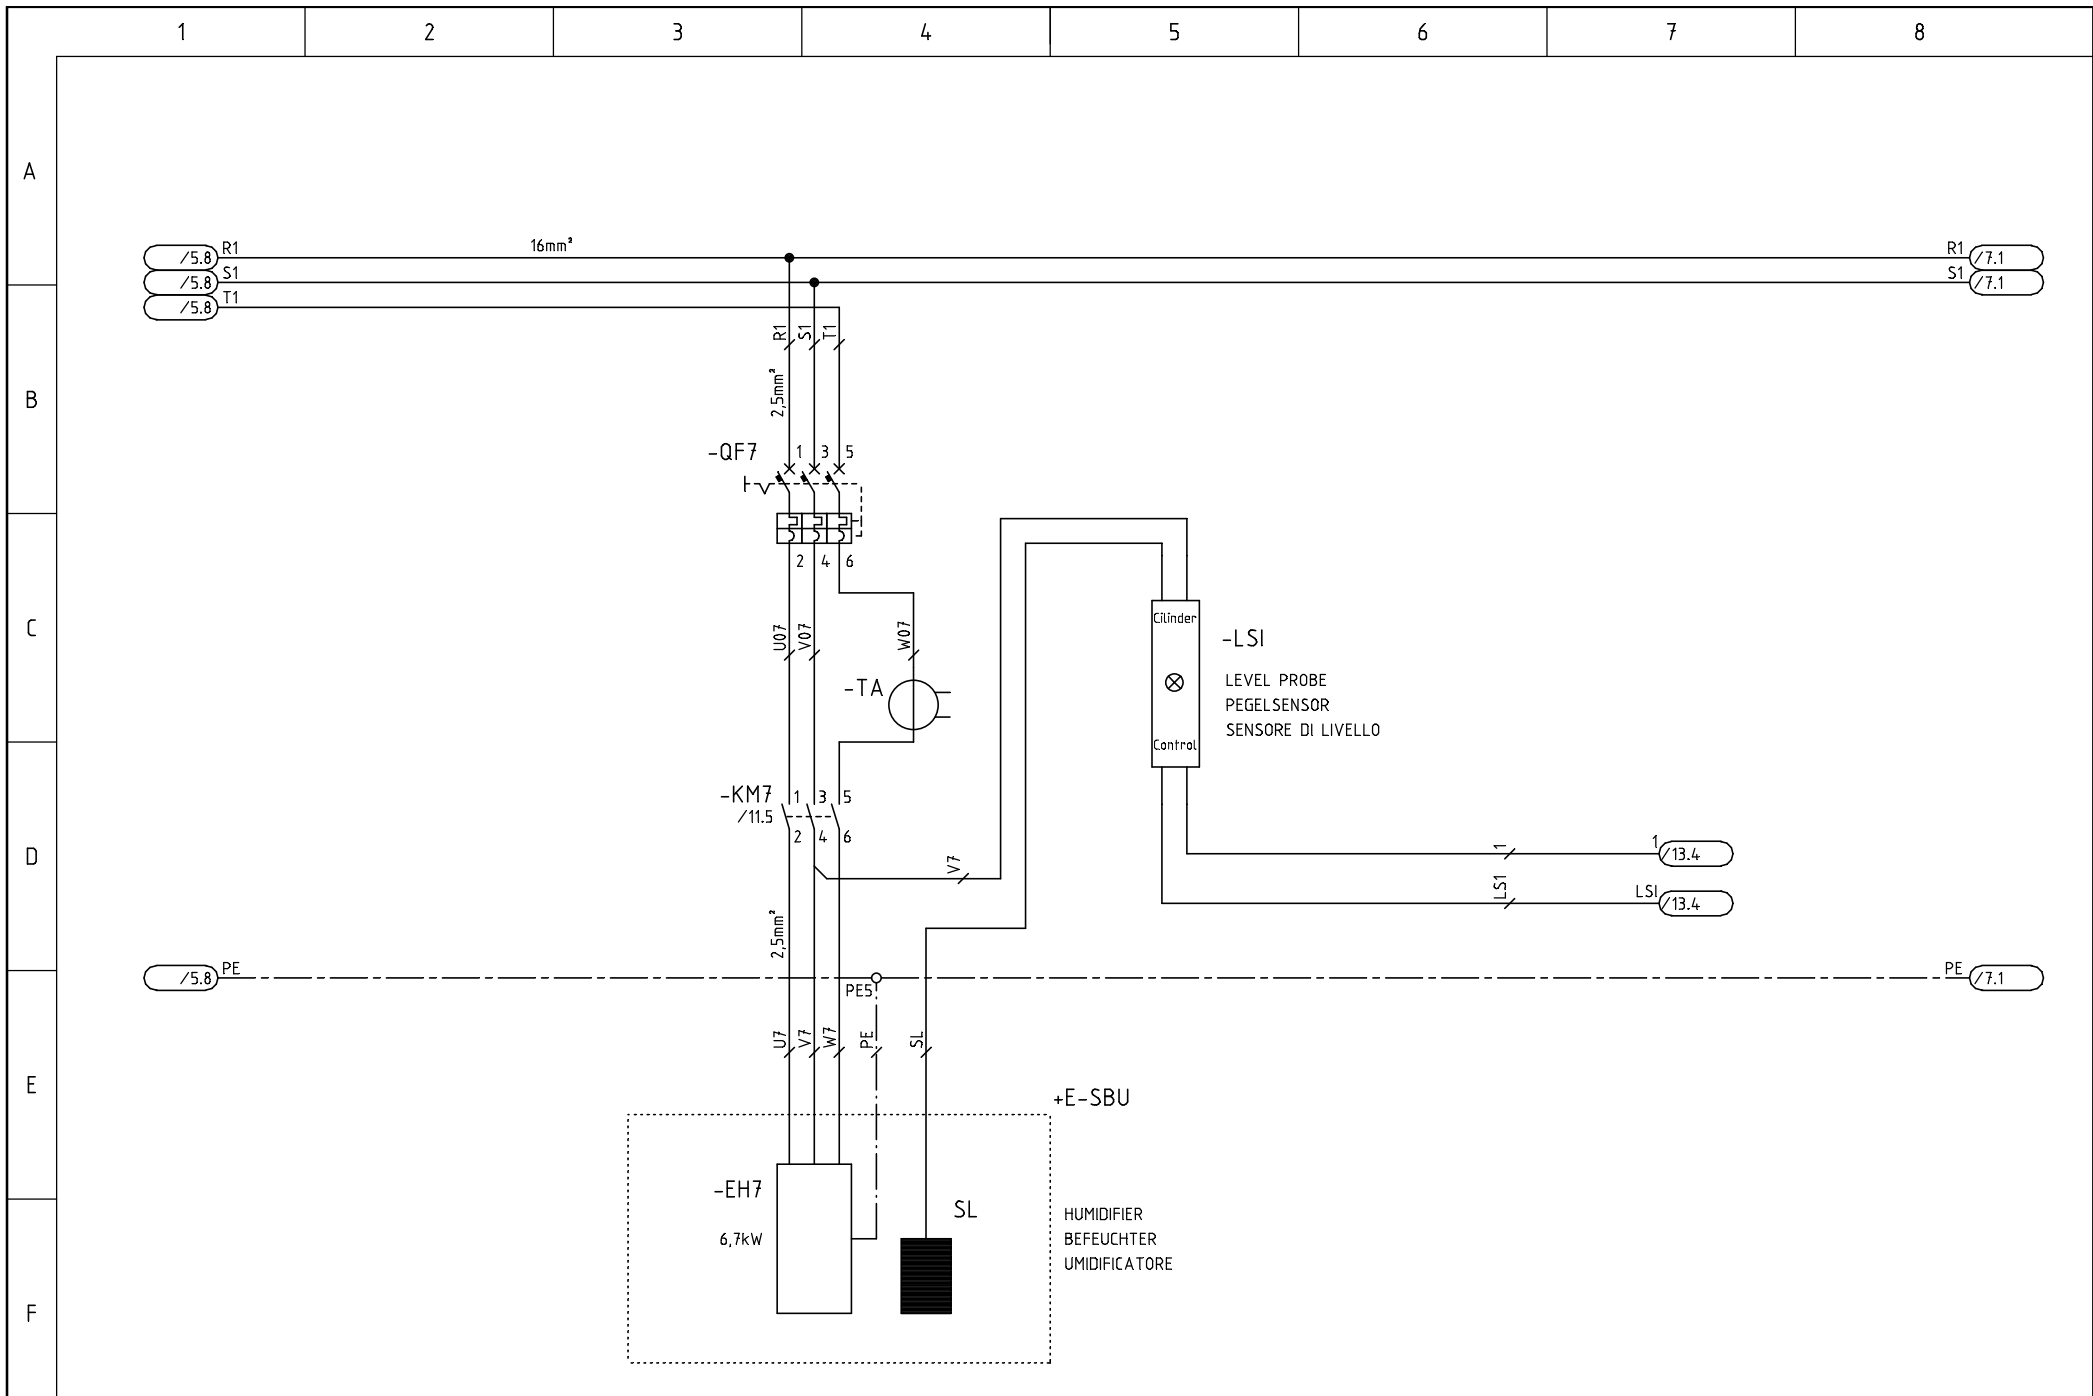 1 2 3 4 5 6 7 8
A
16mm²
/5.8 R1 R1 /7.1
/5.8 S1 S1 /7.1
/5.8 T1
R1 S1 T1
B
2,5mm²
-QF7 1 3 5
2 4 6
C
U07 V07 W07
Cilinder
-LSI
-TA
LEVEL PROBE
PEGELSENSOR
SENSORE DI LIVELLO
Control
-KM7 1 3 5
/11.5
2 4 6
D
V7
1 1 /13.4
LS1 LSI /13.4
2,5mm²
/5.8 PE PE /7.1
PE5
U7 V7 W7 PE SL
E
+E-SBU
-EH7
SL
HUMIDIFIER
6,7kW
BEFEUCHTER
UMIDIFICATORE
F